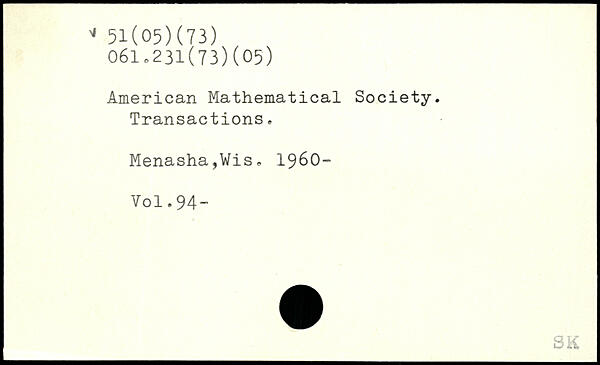 v 51(05)(73)
061.231(73)(05)
American Mathematical Society.
Transactions.
Menasha,Wis. 1960-
Vol.94-
SK